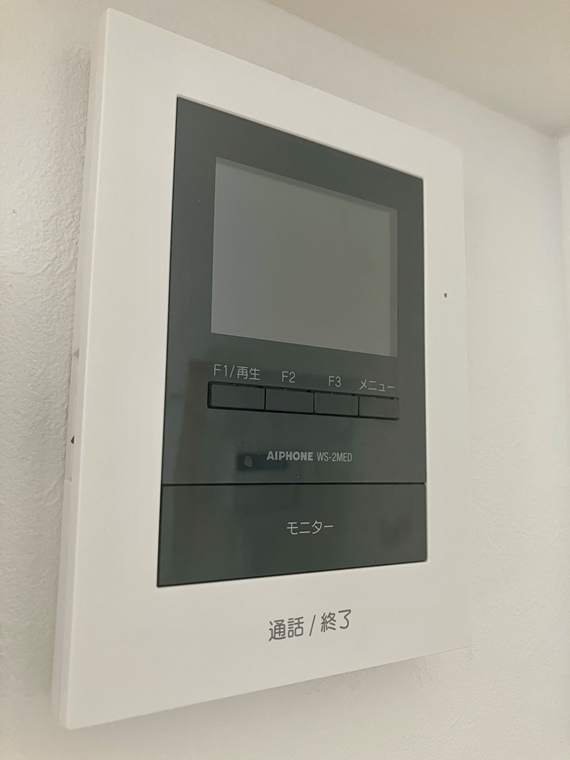 F1/再生 F2 F3 メニュー
AIPHONE WS-2MED
モニター
通話 / 終了